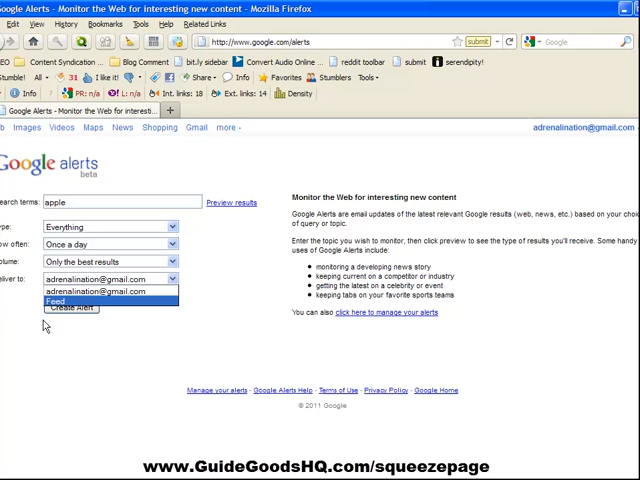 Google Alerts - Monitor the Web for interesting new content - Mozilla Firefox
Edit View History Bookmarks Tools Help Related Links
http://www.google.com/alerts submit Google
EO Content Syndication ... Blog Comment bit.ly sidebar Convert Audio Online ... reddit toolbar submit serendipity!
Stumble! All 31 I like it! Share Info Favorites Stumblers Tools
Info PR: n/a I: n/a Int. links: 18 Ext. links: 14 Density
Google Alerts - Monitor the Web for interesti...
b Images Videos Maps News Shopping Gmail more
adrenalination@gmail.com
Google alerts
beta
earch terms: apple Preview results
ype: Everything
ow often: Once a day
olume: Only the best results
eliver to: adrenalination@gmail.com
adrenalination@gmail.com
Feed
Create Alert
Monitor the Web for interesting new content
Google Alerts are email updates of the latest relevant Google results (web, news, etc.) based on your choic
of query or topic.
Enter the topic you wish to monitor, then click preview to see the type of results you'll receive. Some handy
uses of Google Alerts include:
monitoring a developing news story
keeping current on a competitor or industry
getting the latest on a celebrity or event
keeping tabs on your favorite sports teams
You can also click here to manage your alerts
Manage your alerts - Google Alerts Help - Terms of Use - Privacy Policy - Google Home
© 2011 Google
www.GuideGoodsHQ.com/squeezepage